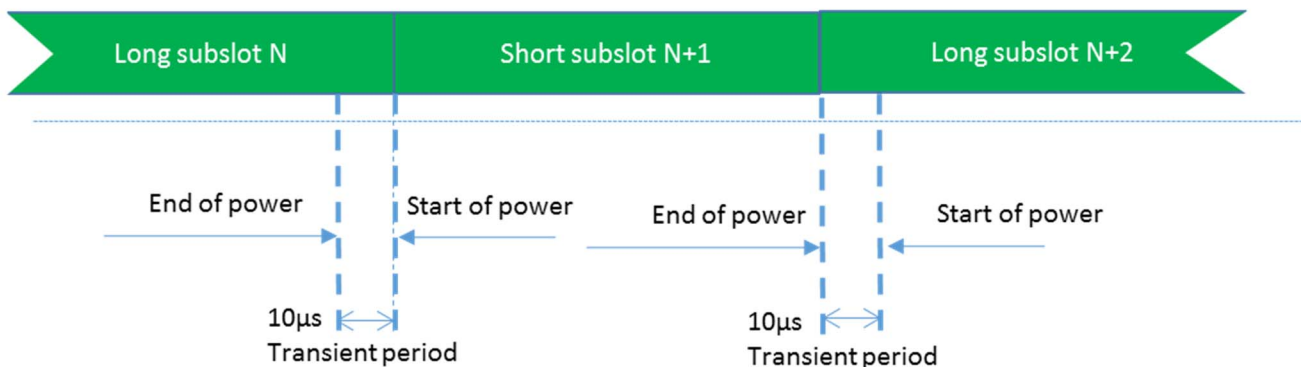 Long subslot N
Short subslot N+1
Long subslot N+2
End of power
Start of power
End of power
Start of power
10µs
Transient period
10µs
Transient period